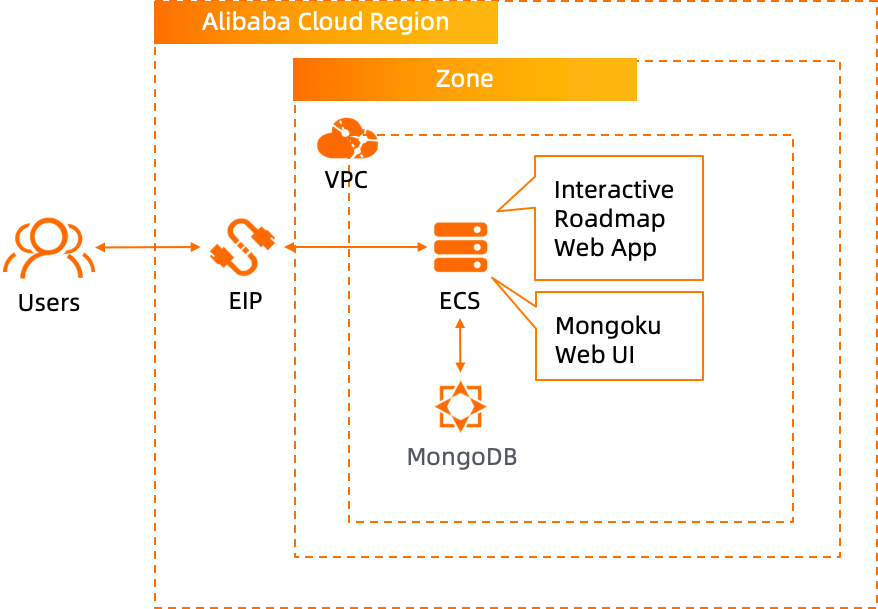 Alibaba Cloud Region
Zone
VPC
Interactive
Roadmap
Web App
Users
EIP
ECS
Mongoku
Web UI
MongoDB